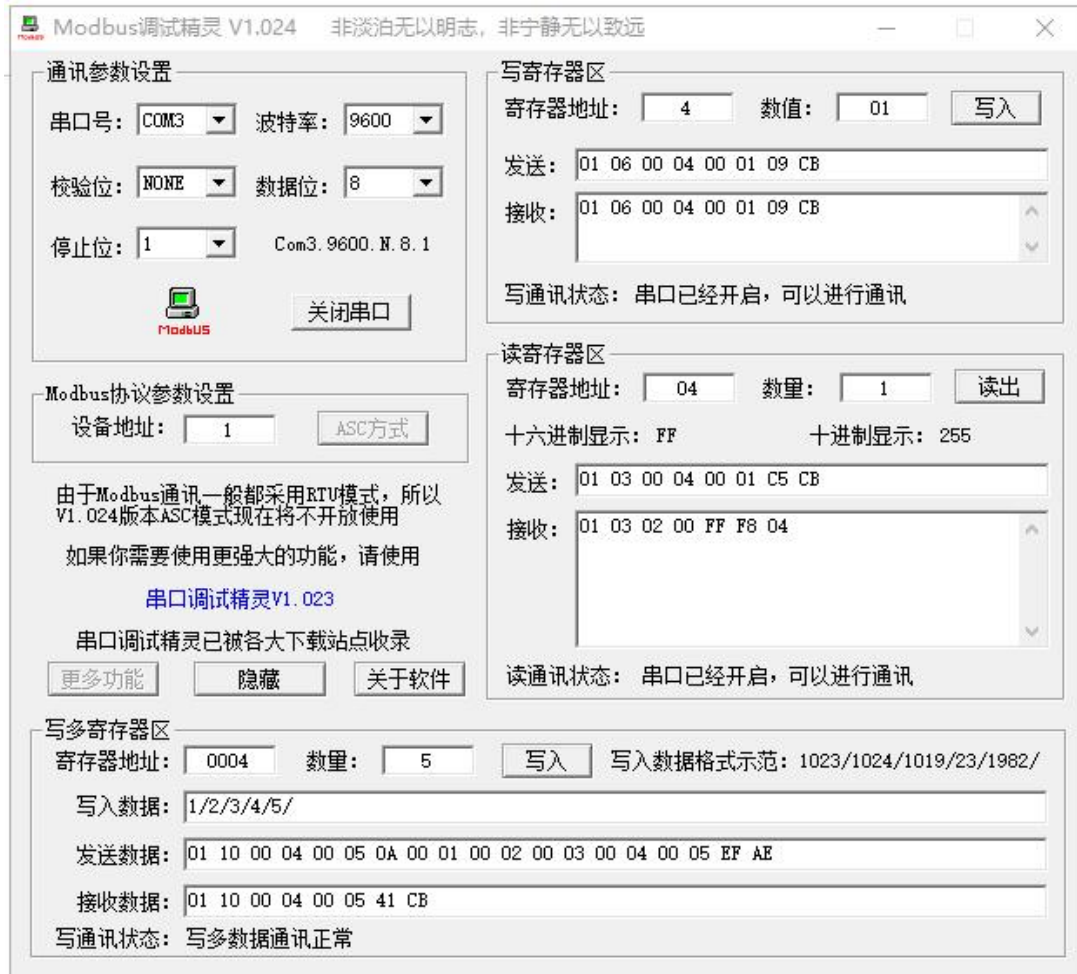 Modbus调试精灵 V1.024 非淡泊无以明志，非宁静无以致远
通讯参数设置
串口号： COM3 波特率： 9600
校验位： NONE 数据位： 8
停止位： 1 Com3.9600.N.8.1
ModbUS
关闭串口
Modbus协议参数设置
设备地址： 1 ASC方式
由于Modbus通讯一般都采用RTU模式，所以
V1.024版本ASC模式现在将不开放使用
如果你需要使用更强大的功能，请使用
串口调试精灵V1.023
串口调试精灵已被各大下载站点收录
更多功能 隐藏 关于软件
写寄存器区
寄存器地址： 4 数值： 01 写入
发送： 01 06 00 04 00 01 09 CB
接收： 01 06 00 04 00 01 09 CB
写通讯状态： 串口已经开启，可以进行通讯
读寄存器区
寄存器地址： 04 数量： 1 读出
十六进制显示： FF 十进制显示： 255
发送： 01 03 00 04 00 01 C5 CB
接收： 01 03 02 00 FF F8 04
读通讯状态： 串口已经开启，可以进行通讯
写多寄存器区
寄存器地址： 0004 数量： 5 写入 写入数据格式示范：1023/1024/1019/23/1982/
写入数据： 1/2/3/4/5/
发送数据： 01 10 00 04 00 05 0A 00 01 00 02 00 03 00 04 00 05 EF AE
接收数据： 01 10 00 04 00 05 41 CB
写通讯状态： 写多数据通讯正常